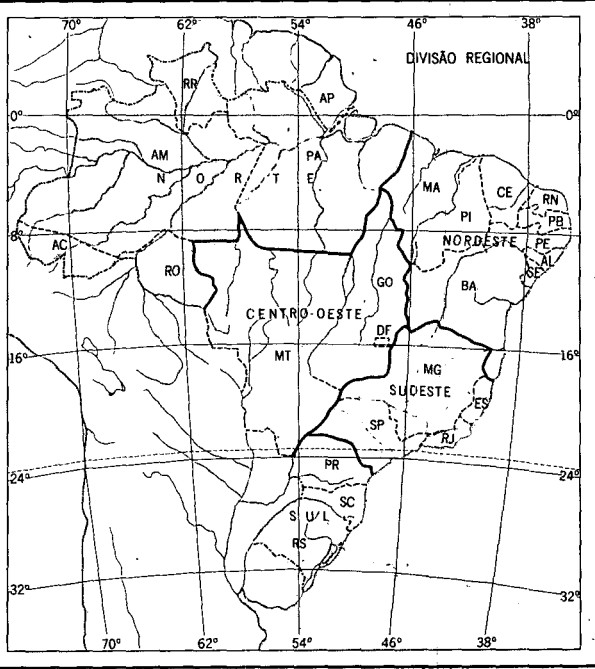 70° 62° 54° 46° 38°
DIVISÃO REGIONAL
RR
AP
0° 0°
AM PA
NORTE
MA CE RN
PI PB
8° NORDESTE PE
AC AL
SE
RO GO BA
CENTRO-OESTE
DF
16° MT 16°
MG
SUDESTE
ES
SP
RJ
PR
24° 24°
SC
SUL
RS
32° 32°
70° 62° 54° 46° 38°